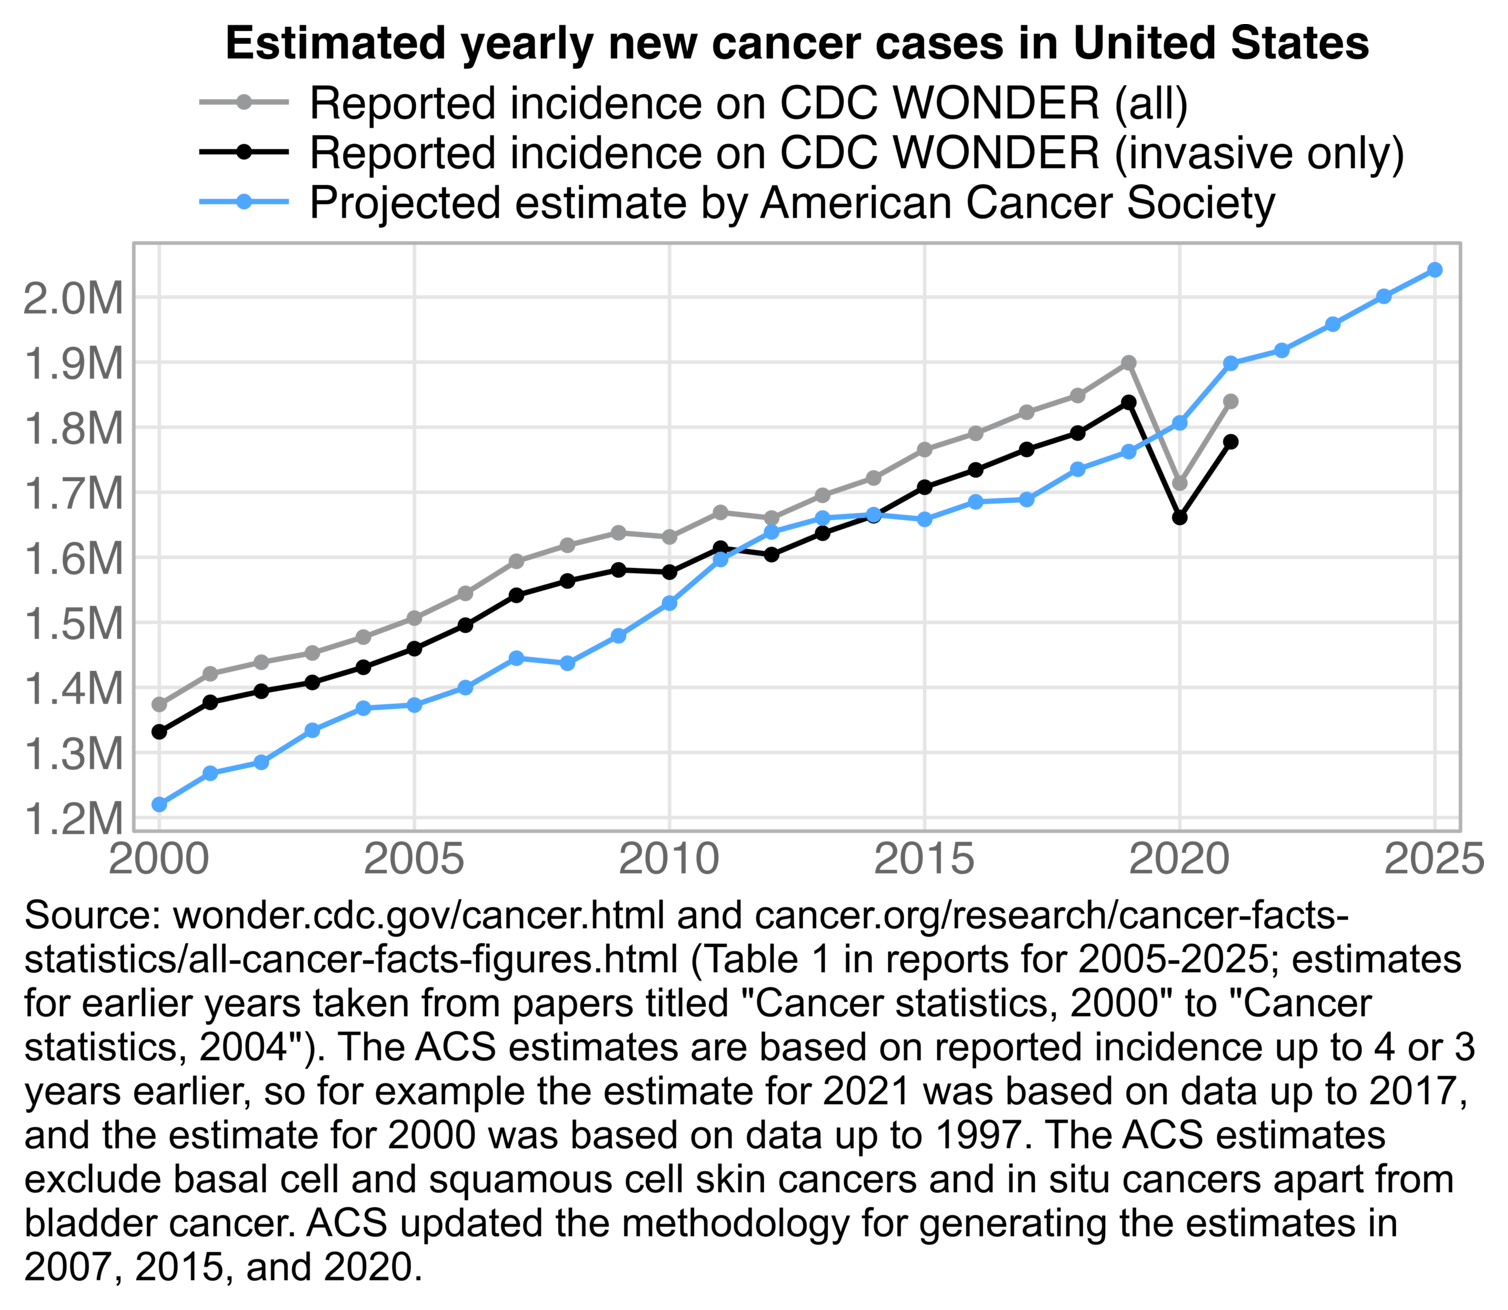 Estimated yearly new cancer cases in United States
Reported incidence on CDC WONDER (all)
Reported incidence on CDC WONDER (invasive only)
Projected estimate by American Cancer Society
2.0M
1.9M
1.8M
1.7M
1.6M
1.5M
1.4M
1.3M
1.2M
2000 2005 2010 2015 2020 2025
Source: wonder.cdc.gov/cancer.html and cancer.org/research/cancer-facts-
statistics/all-cancer-facts-figures.html (Table 1 in reports for 2005-2025; estimates
for earlier years taken from papers titled "Cancer statistics, 2000" to "Cancer
statistics, 2004"). The ACS estimates are based on reported incidence up to 4 or 3
years earlier, so for example the estimate for 2021 was based on data up to 2017,
and the estimate for 2000 was based on data up to 1997. The ACS estimates
exclude basal cell and squamous cell skin cancers and in situ cancers apart from
bladder cancer. ACS updated the methodology for generating the estimates in
2007, 2015, and 2020.